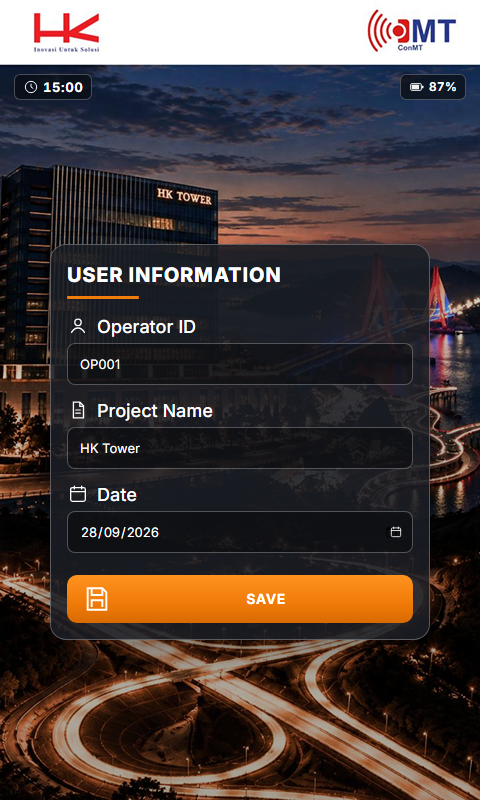 HK
Inovasi Untuk Solusi
MT
ConMT
15:00
87%
HK TOWER
USER INFORMATION
Operator ID
OP001
Project Name
HK Tower
Date
28/09/2026
SAVE